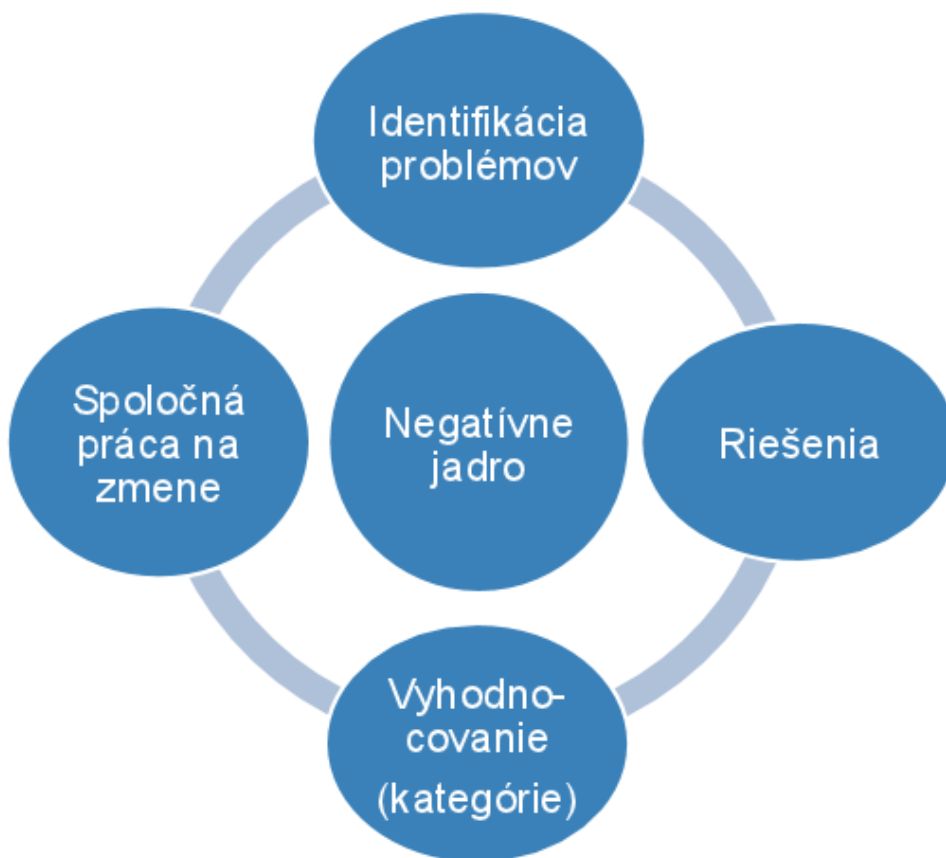 Identifikácia
problémov
Spoločná
práca na
zmene
Negatívne
jadro
Riešenia
Vyhodno-
covanie
(kategórie)